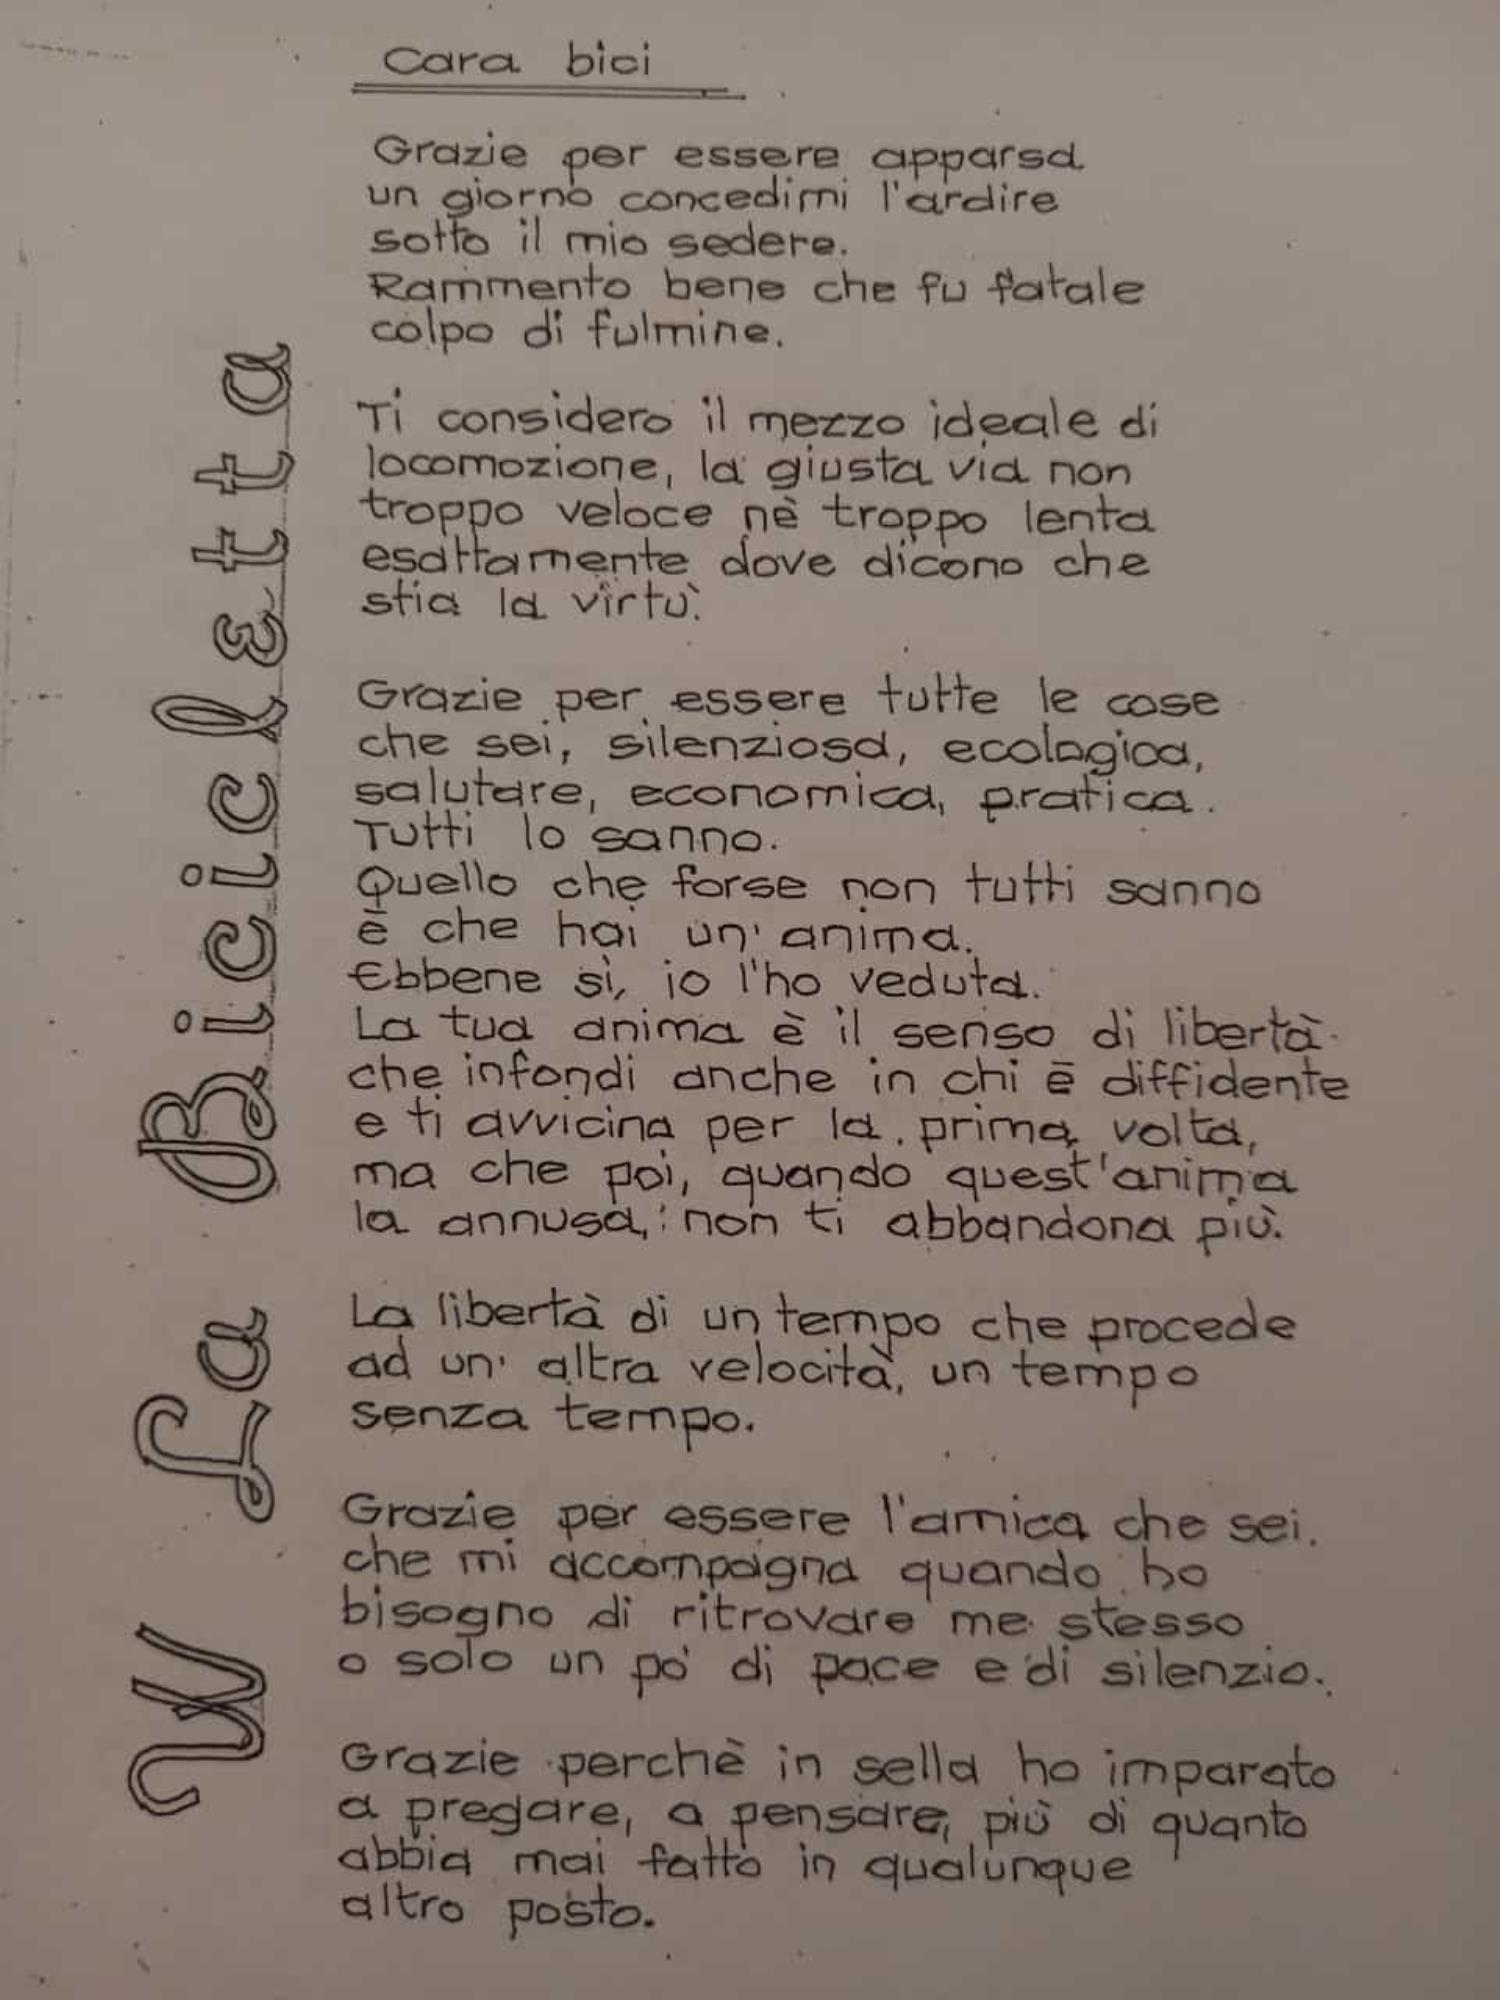 Cara bici
Grazie per essere apparsa
un giorno concedimi l'ardire
sotto il mio sedere.
Rammento bene che fu fatale
colpo di fulmine.
Ti considero il mezzo ideale di
locomozione, la giusta via non
troppo veloce nè troppo lenta
esattamente dove dicono che
stia la virtù.
Grazie per essere tutte le cose
che sei, silenziosa, ecologica,
salutare, economica, pratica.
Tutti lo sanno.
Quello che forse non tutti sanno
è che hai un'anima.
Ebbene sì, io l'ho veduta.
La tua anima è il senso di libertà
che infondi anche in chi è diffidente
e ti avvicina per la prima volta,
ma che poi, quando quest'anima
la annusa, non ti abbandona più.
La libertà di un tempo che procede
ad un'altra velocità, un tempo
senza tempo.
Grazie per essere l'amica che sei.
che mi accompagna quando ho
bisogno di ritrovare me stesso
o solo un po' di pace e di silenzio.
Grazie perchè in sella ho imparato
a pregare, a pensare, più di quanto
abbia mai fatto in qualunque
altro posto.
W La Bicicletta